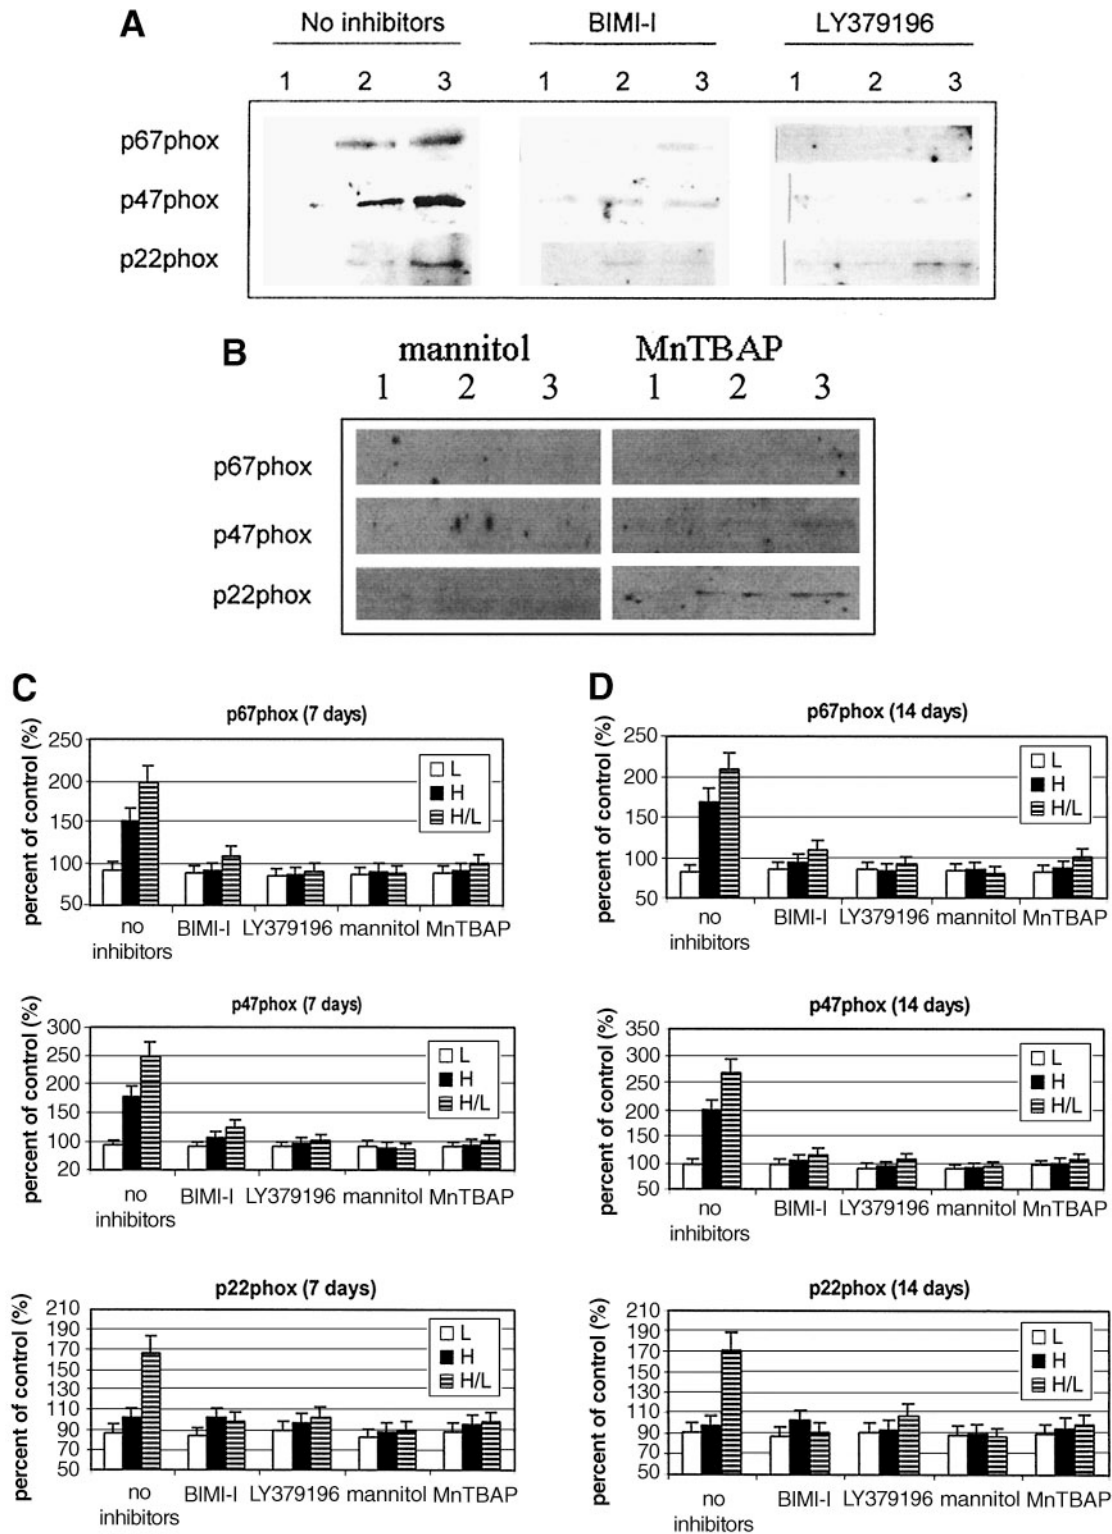 A
No inhibitors BIMI-I LY379196
1 2 3 1 2 3 1 2 3
p67phox
p47phox
p22phox
B
mannitol MnTBAP
1 2 3 1 2 3
p67phox
p47phox
p22phox
C
p67phox (7 days)
percent of control (%)
250
200
150
100
50
L
H
H/L
no inhibitors BIMI-I LY379196 mannitol MnTBAP
p47phox (7 days)
percent of control (%)
300
250
200
150
100
20
L
H
H/L
no inhibitors BIMI-I LY379196 mannitol MnTBAP
p22phox (7 days)
percent of control (%)
210
190
170
150
130
110
90
70
50
L
H
H/L
no inhibitors BIMI-I LY379196 mannitol MnTBAP
D
p67phox (14 days)
percent of control (%)
250
200
150
100
50
L
H
H/L
no inhibitors BIMI-I LY379196 mannitol MnTBAP
p47phox (14 days)
percent of control (%)
350
300
250
200
150
100
50
L
H
H/L
no inhibitors BIMI-I LY379196 mannitol MnTBAP
p22phox (14 days)
percent of control (%)
210
190
170
150
130
110
90
70
50
L
H
H/L
no inhibitors BIMI-I LY379196 mannitol MnTBAP